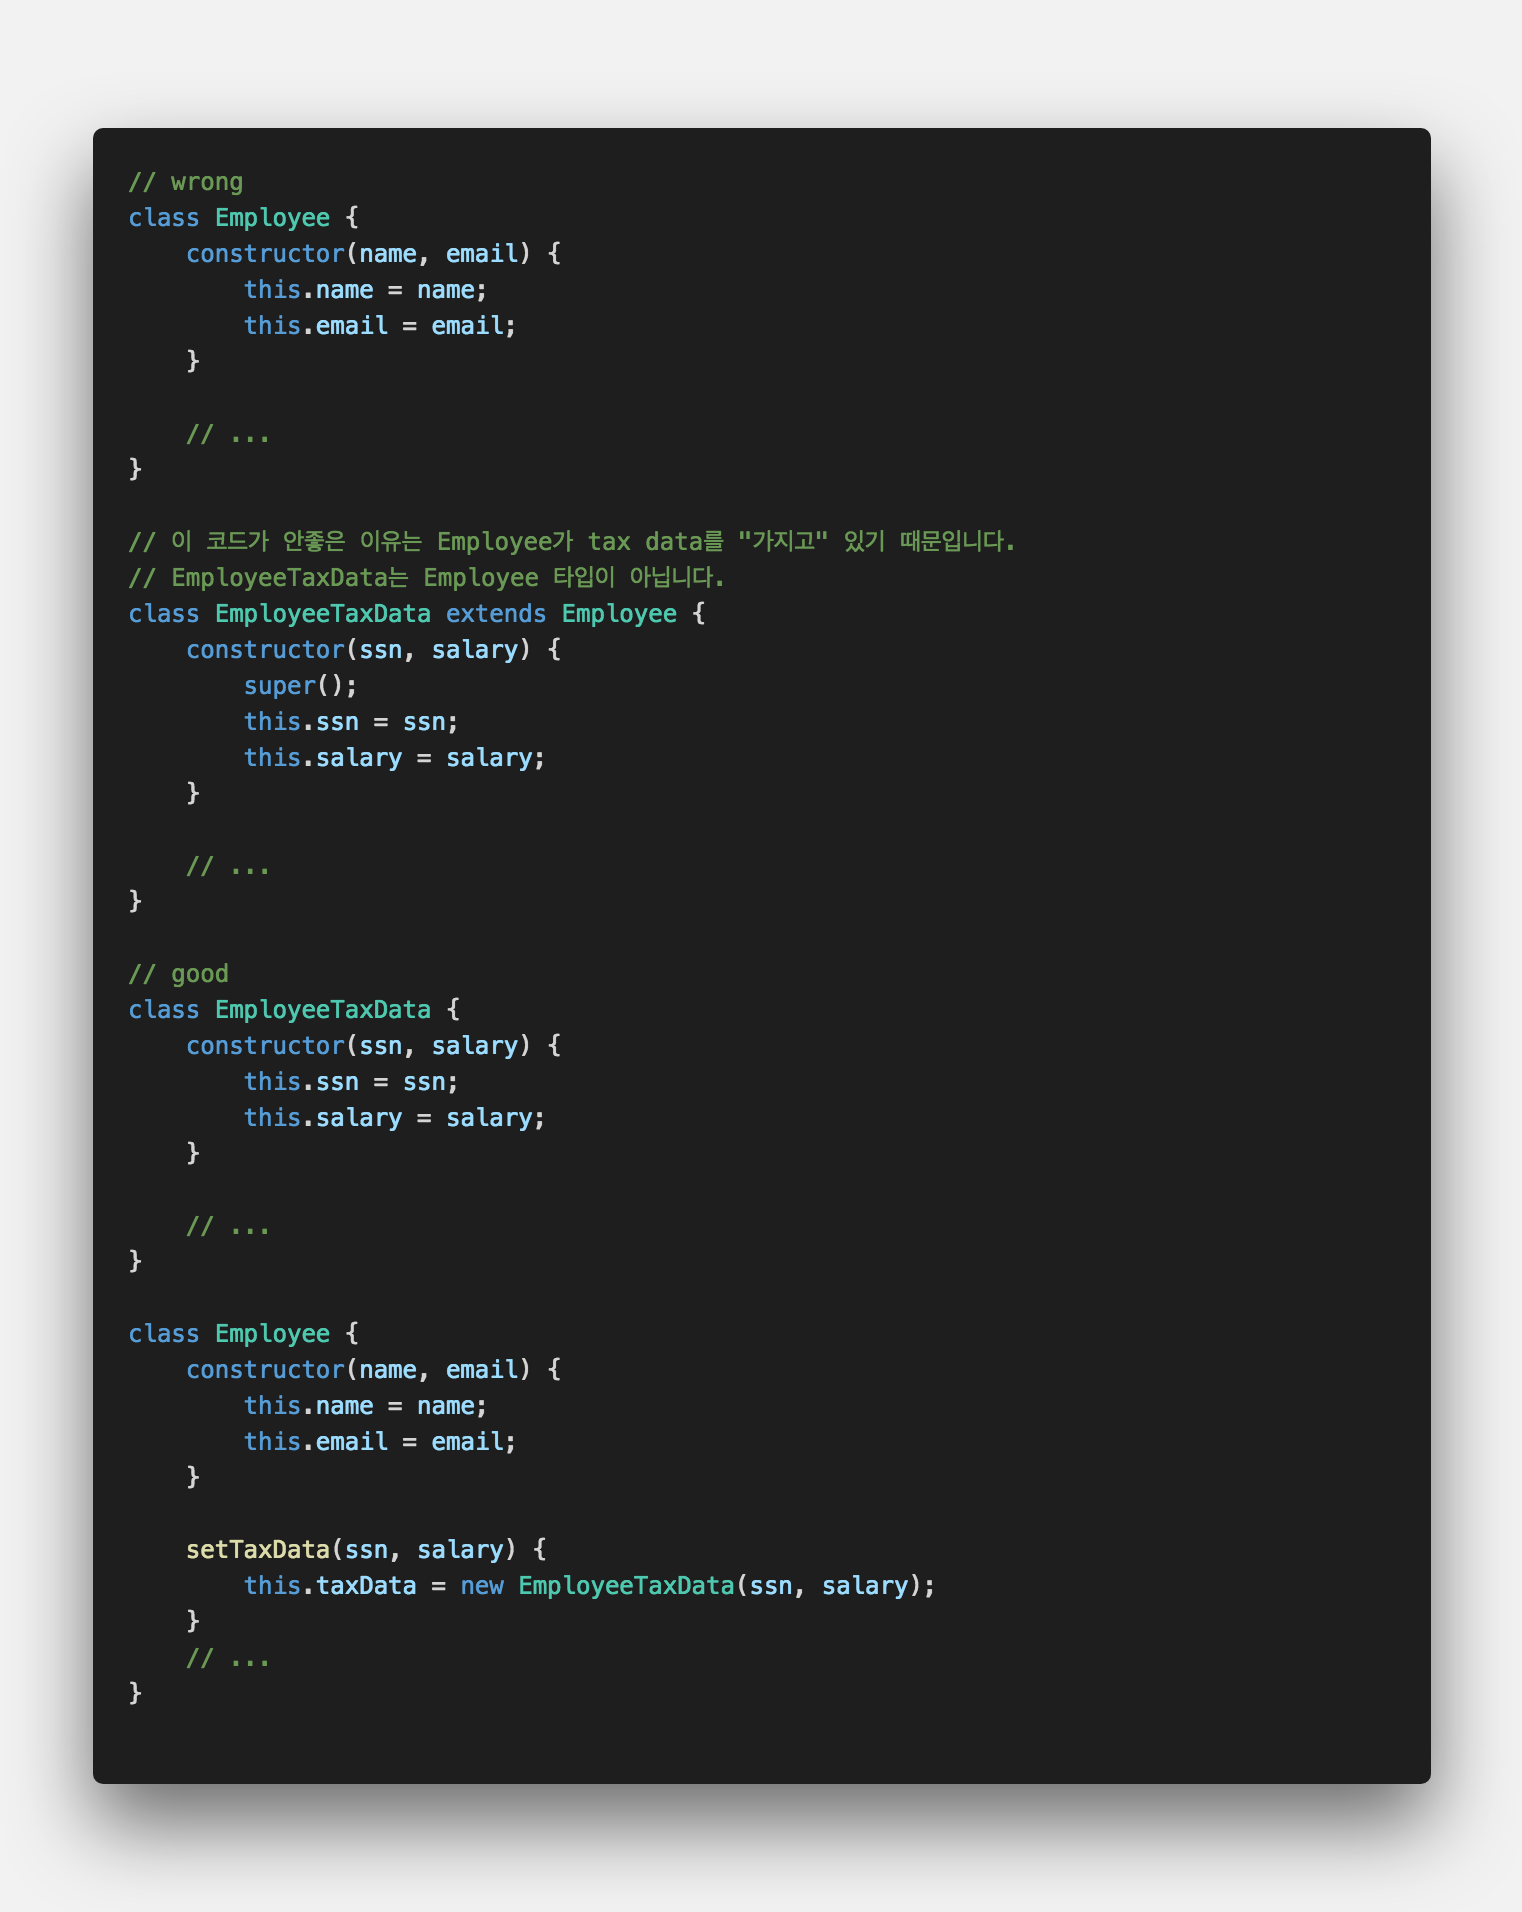 // wrong
class Employee {
    constructor(name, email) {
        this.name = name;
        this.email = email;
    }

    // ...
}

// 이 코드가 안좋은 이유는 Employee가 tax data를 "가지고" 있기 때문입니다.
// EmployeeTaxData는 Employee 타입이 아닙니다.
class EmployeeTaxData extends Employee {
    constructor(ssn, salary) {
        super();
        this.ssn = ssn;
        this.salary = salary;
    }

    // ...
}

// good
class EmployeeTaxData {
    constructor(ssn, salary) {
        this.ssn = ssn;
        this.salary = salary;
    }

    // ...
}

class Employee {
    constructor(name, email) {
        this.name = name;
        this.email = email;
    }

    setTaxData(ssn, salary) {
        this.taxData = new EmployeeTaxData(ssn, salary);
    }
    // ...
}